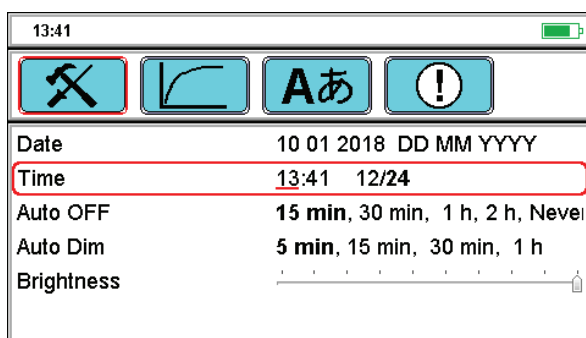 13:41
Aあ !
Date 10 01 2018 DD MM YYYY
Time 13:41 12/24
Auto OFF 15 min, 30 min, 1 h, 2 h, Never
Auto Dim 5 min, 15 min, 30 min, 1 h
Brightness